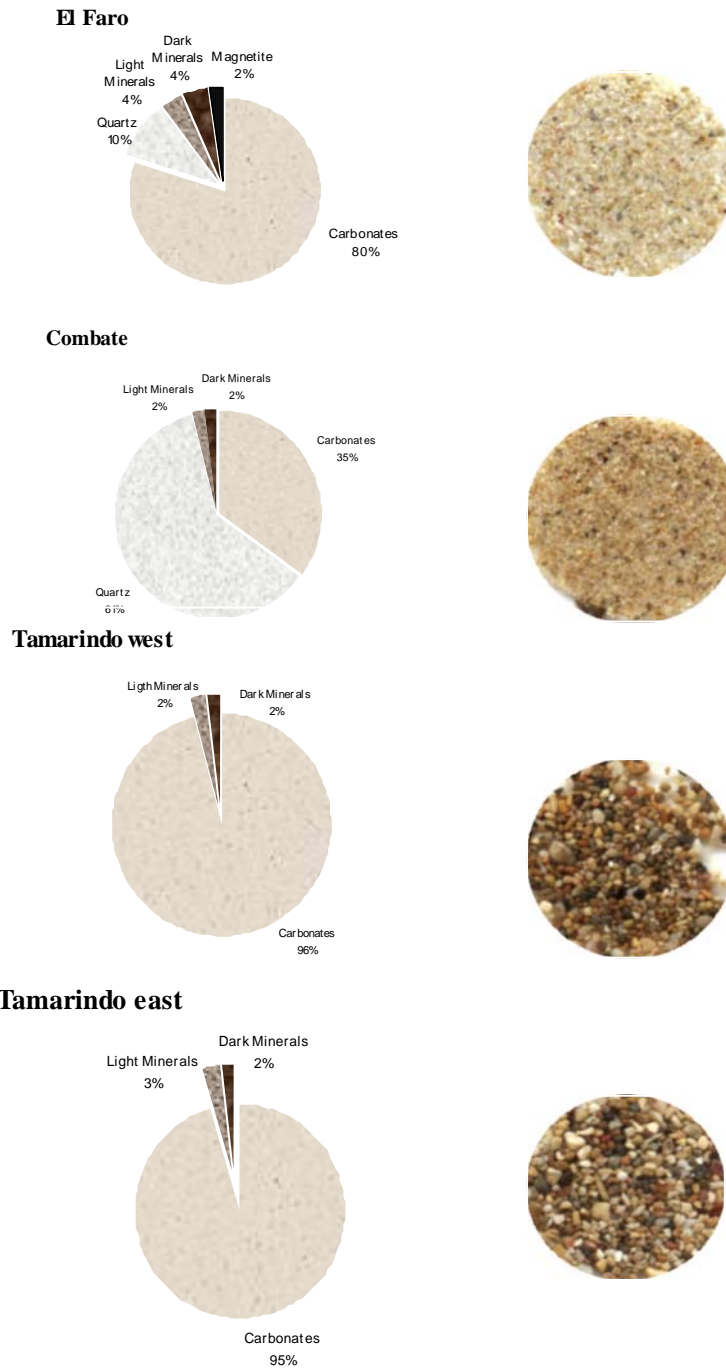 El Faro
Dark
Minerals
4%
Magnetite
2%
Light
Minerals
4%
Quartz
10%
Carbonates
80%
Combate
Light Minerals
2%
Dark Minerals
2%
Carbonates
35%
Quartz
61%
Tamarindo west
Ligth Minerals
2%
Dark Minerals
2%
Carbonates
96%
Tamarindo east
Light Minerals
3%
Dark Minerals
2%
Carbonates
95%